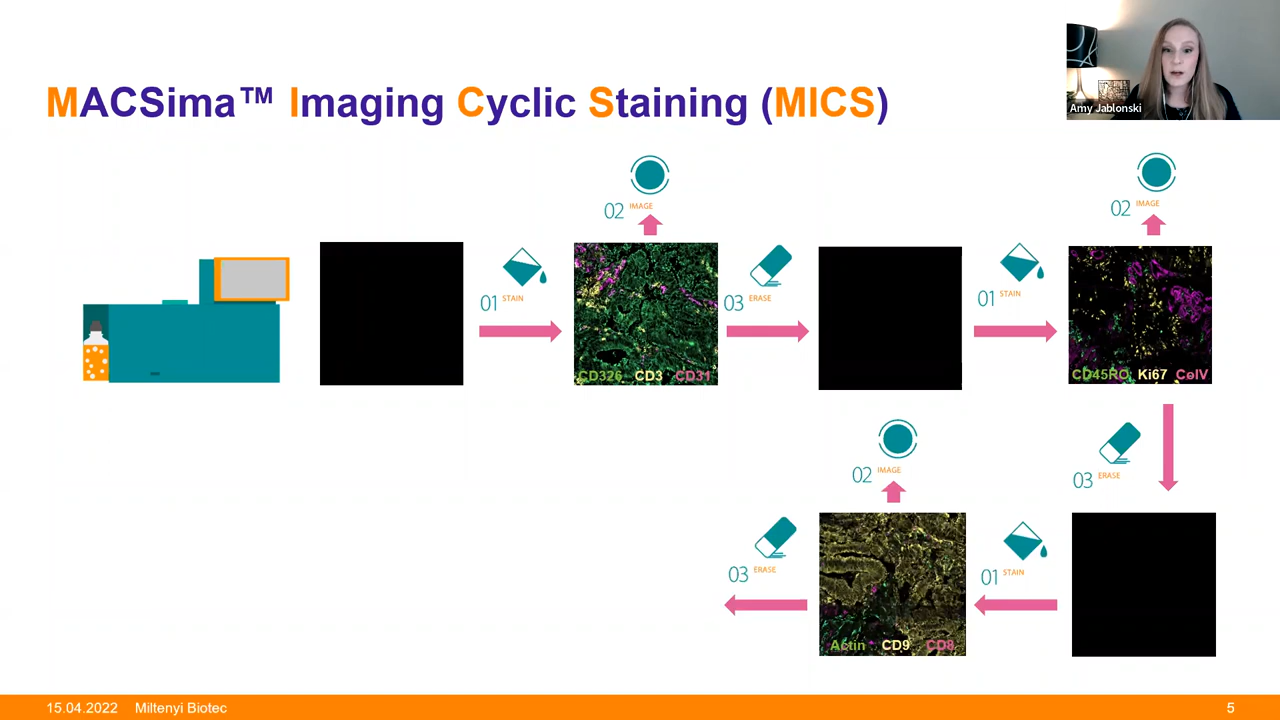 MACSima™ Imaging Cyclic Staining (MICS)
Amy Jablonski
02 IMAGE
02 IMAGE
01 STAIN
03 ERASE
01 STAIN
CD326 CD3 CD31
CD45RO Ki67 ColV
02 IMAGE
03 ERASE
03 ERASE
01 STAIN
Actin CD9 CD8
15.04.2022 Miltenyi Biotec
5